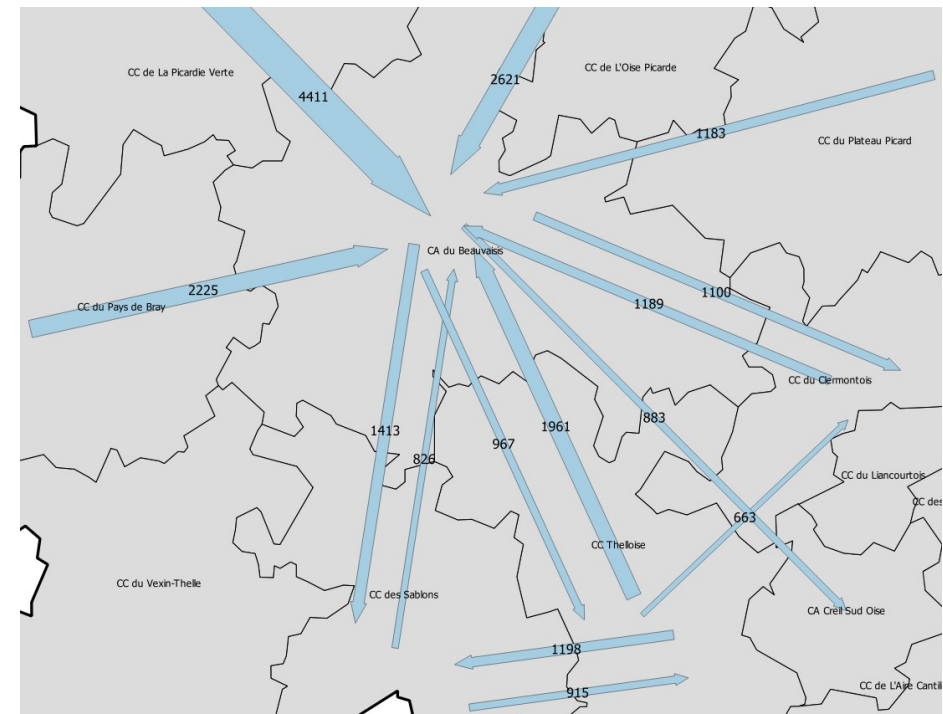 CC de La Picardie Verte
CC de L'Oise Picarde
2621
4411
1183
CC du Plateau Picard
CA du Beauvaisis
2225
1100
1189
CC du Pays de Bray
CC du Clermontois
883
1413
967
1961
826
CC du Liancourtois
CC des
663
CC Thelloise
CC du Vexin-Thelle
CC des Sablons
CA Creil Sud Oise
1198
CC de L'Aire Cantili
915